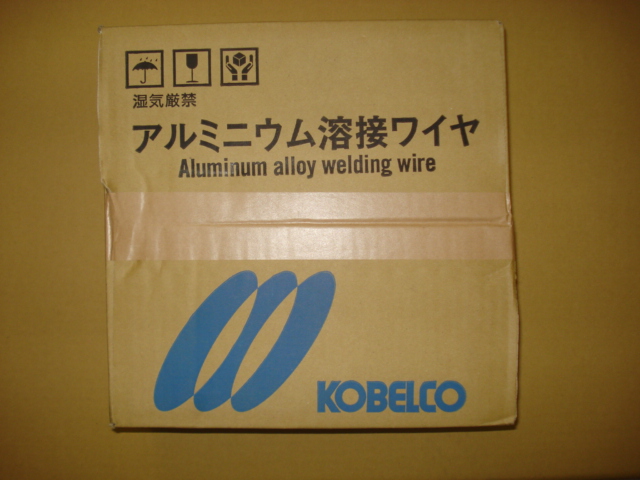 湿気厳禁
アルミニウム溶接ワイヤ
Aluminum alloy welding wire
KOBELCO